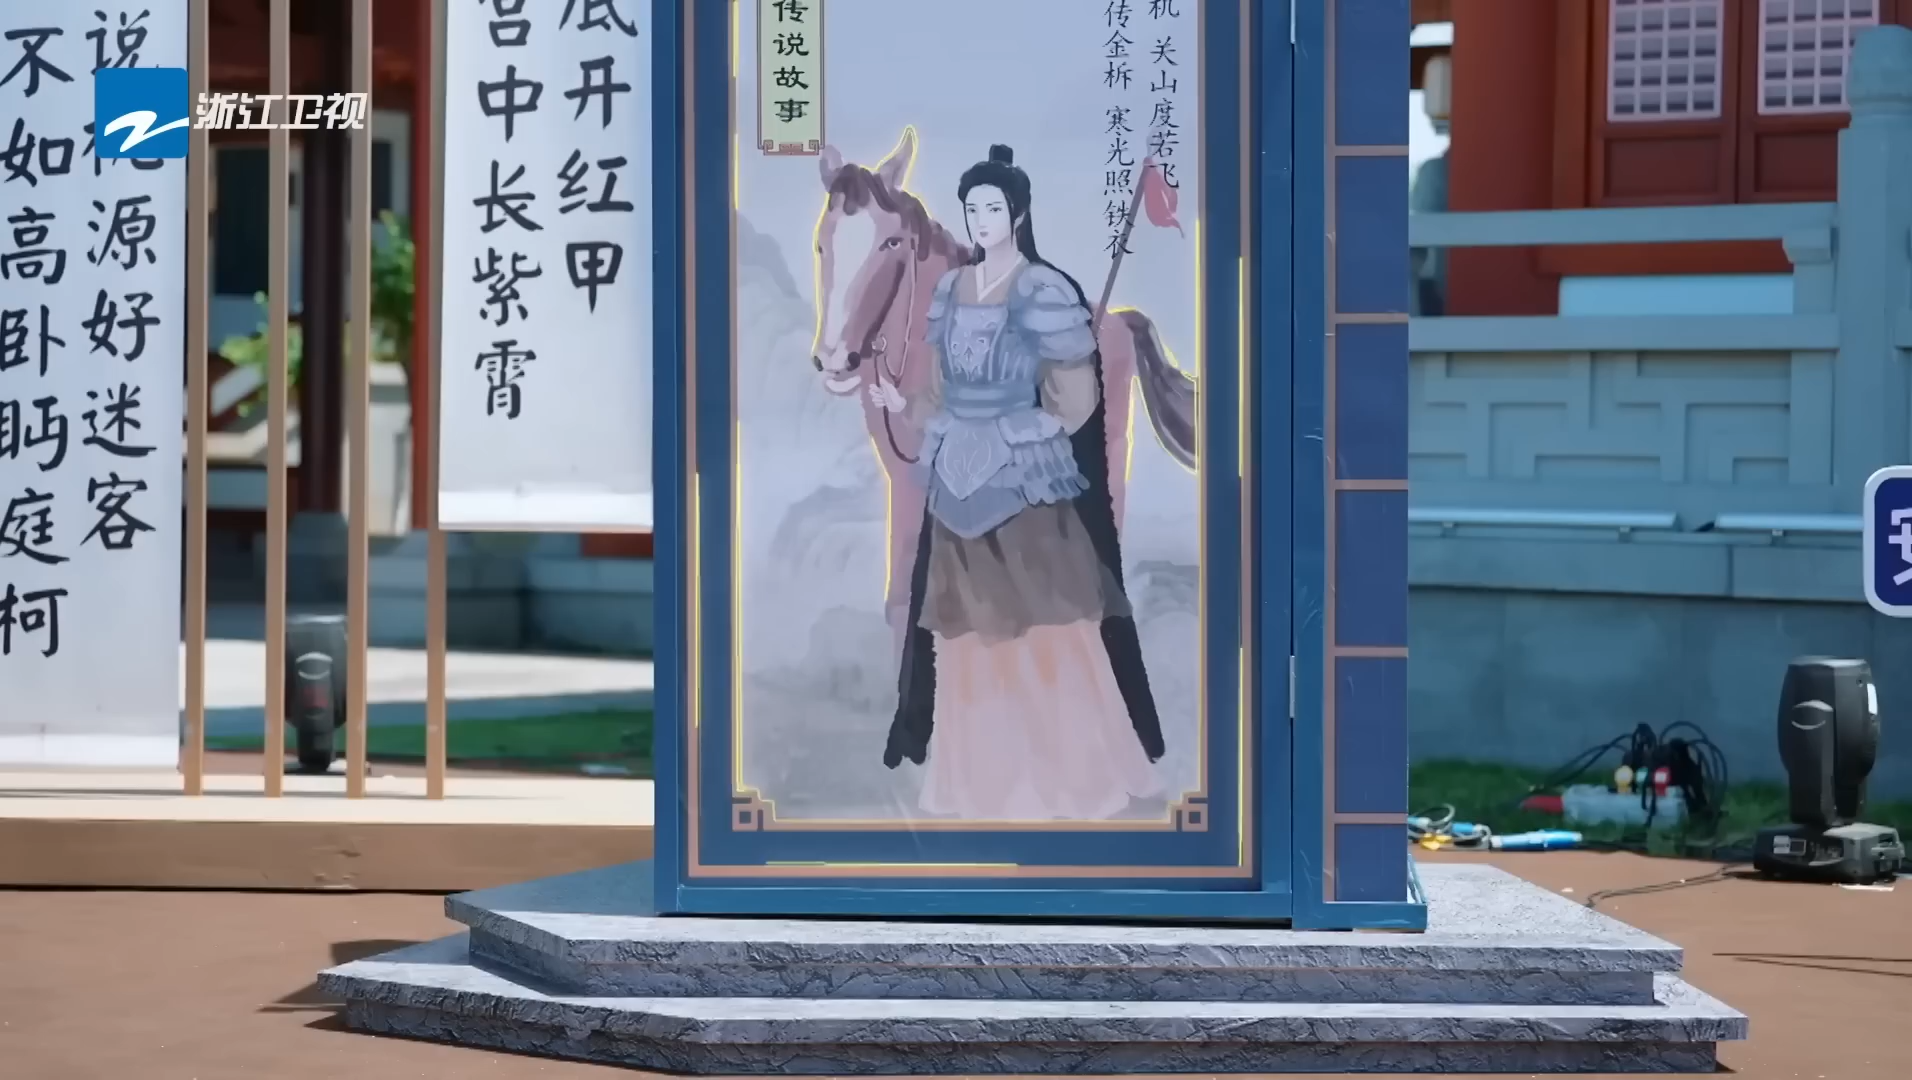 浙江卫视
说桃源好迷客
不如高卧眄庭柯
底开红甲
宫中长紫霄
传说故事
机 关山度若飞
传金柝 寒光照铁衣